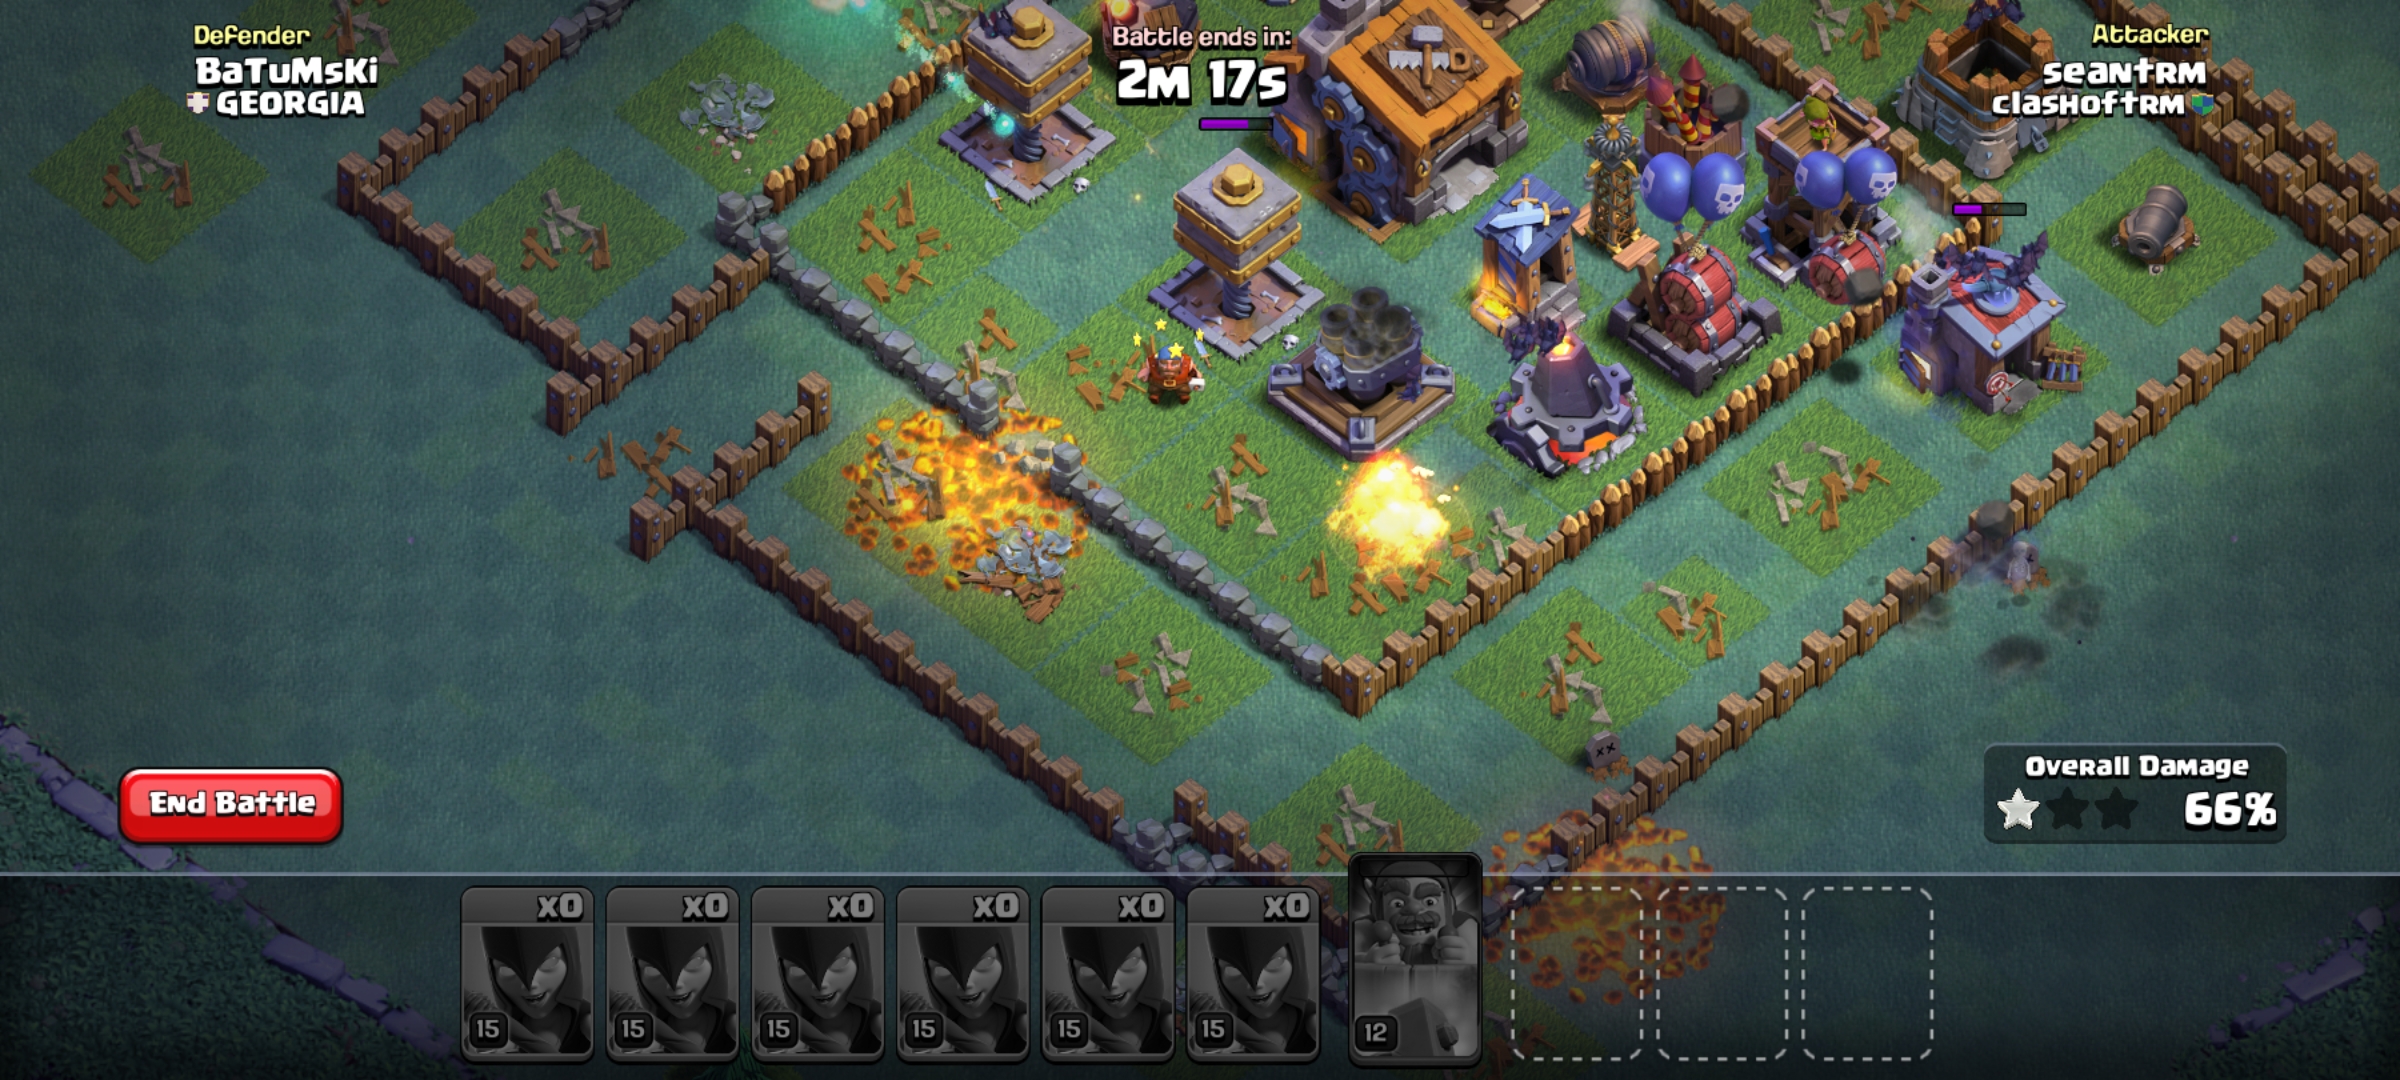 Defender
BaTuMsKi
GEORGIA
Battle ends in:
2M 17s
Attacker
seantRM
clashoftRM
End Battle
Overall Damage
66%
x0 x0 x0 x0 x0 x0
15 15 15 15 15 15 12